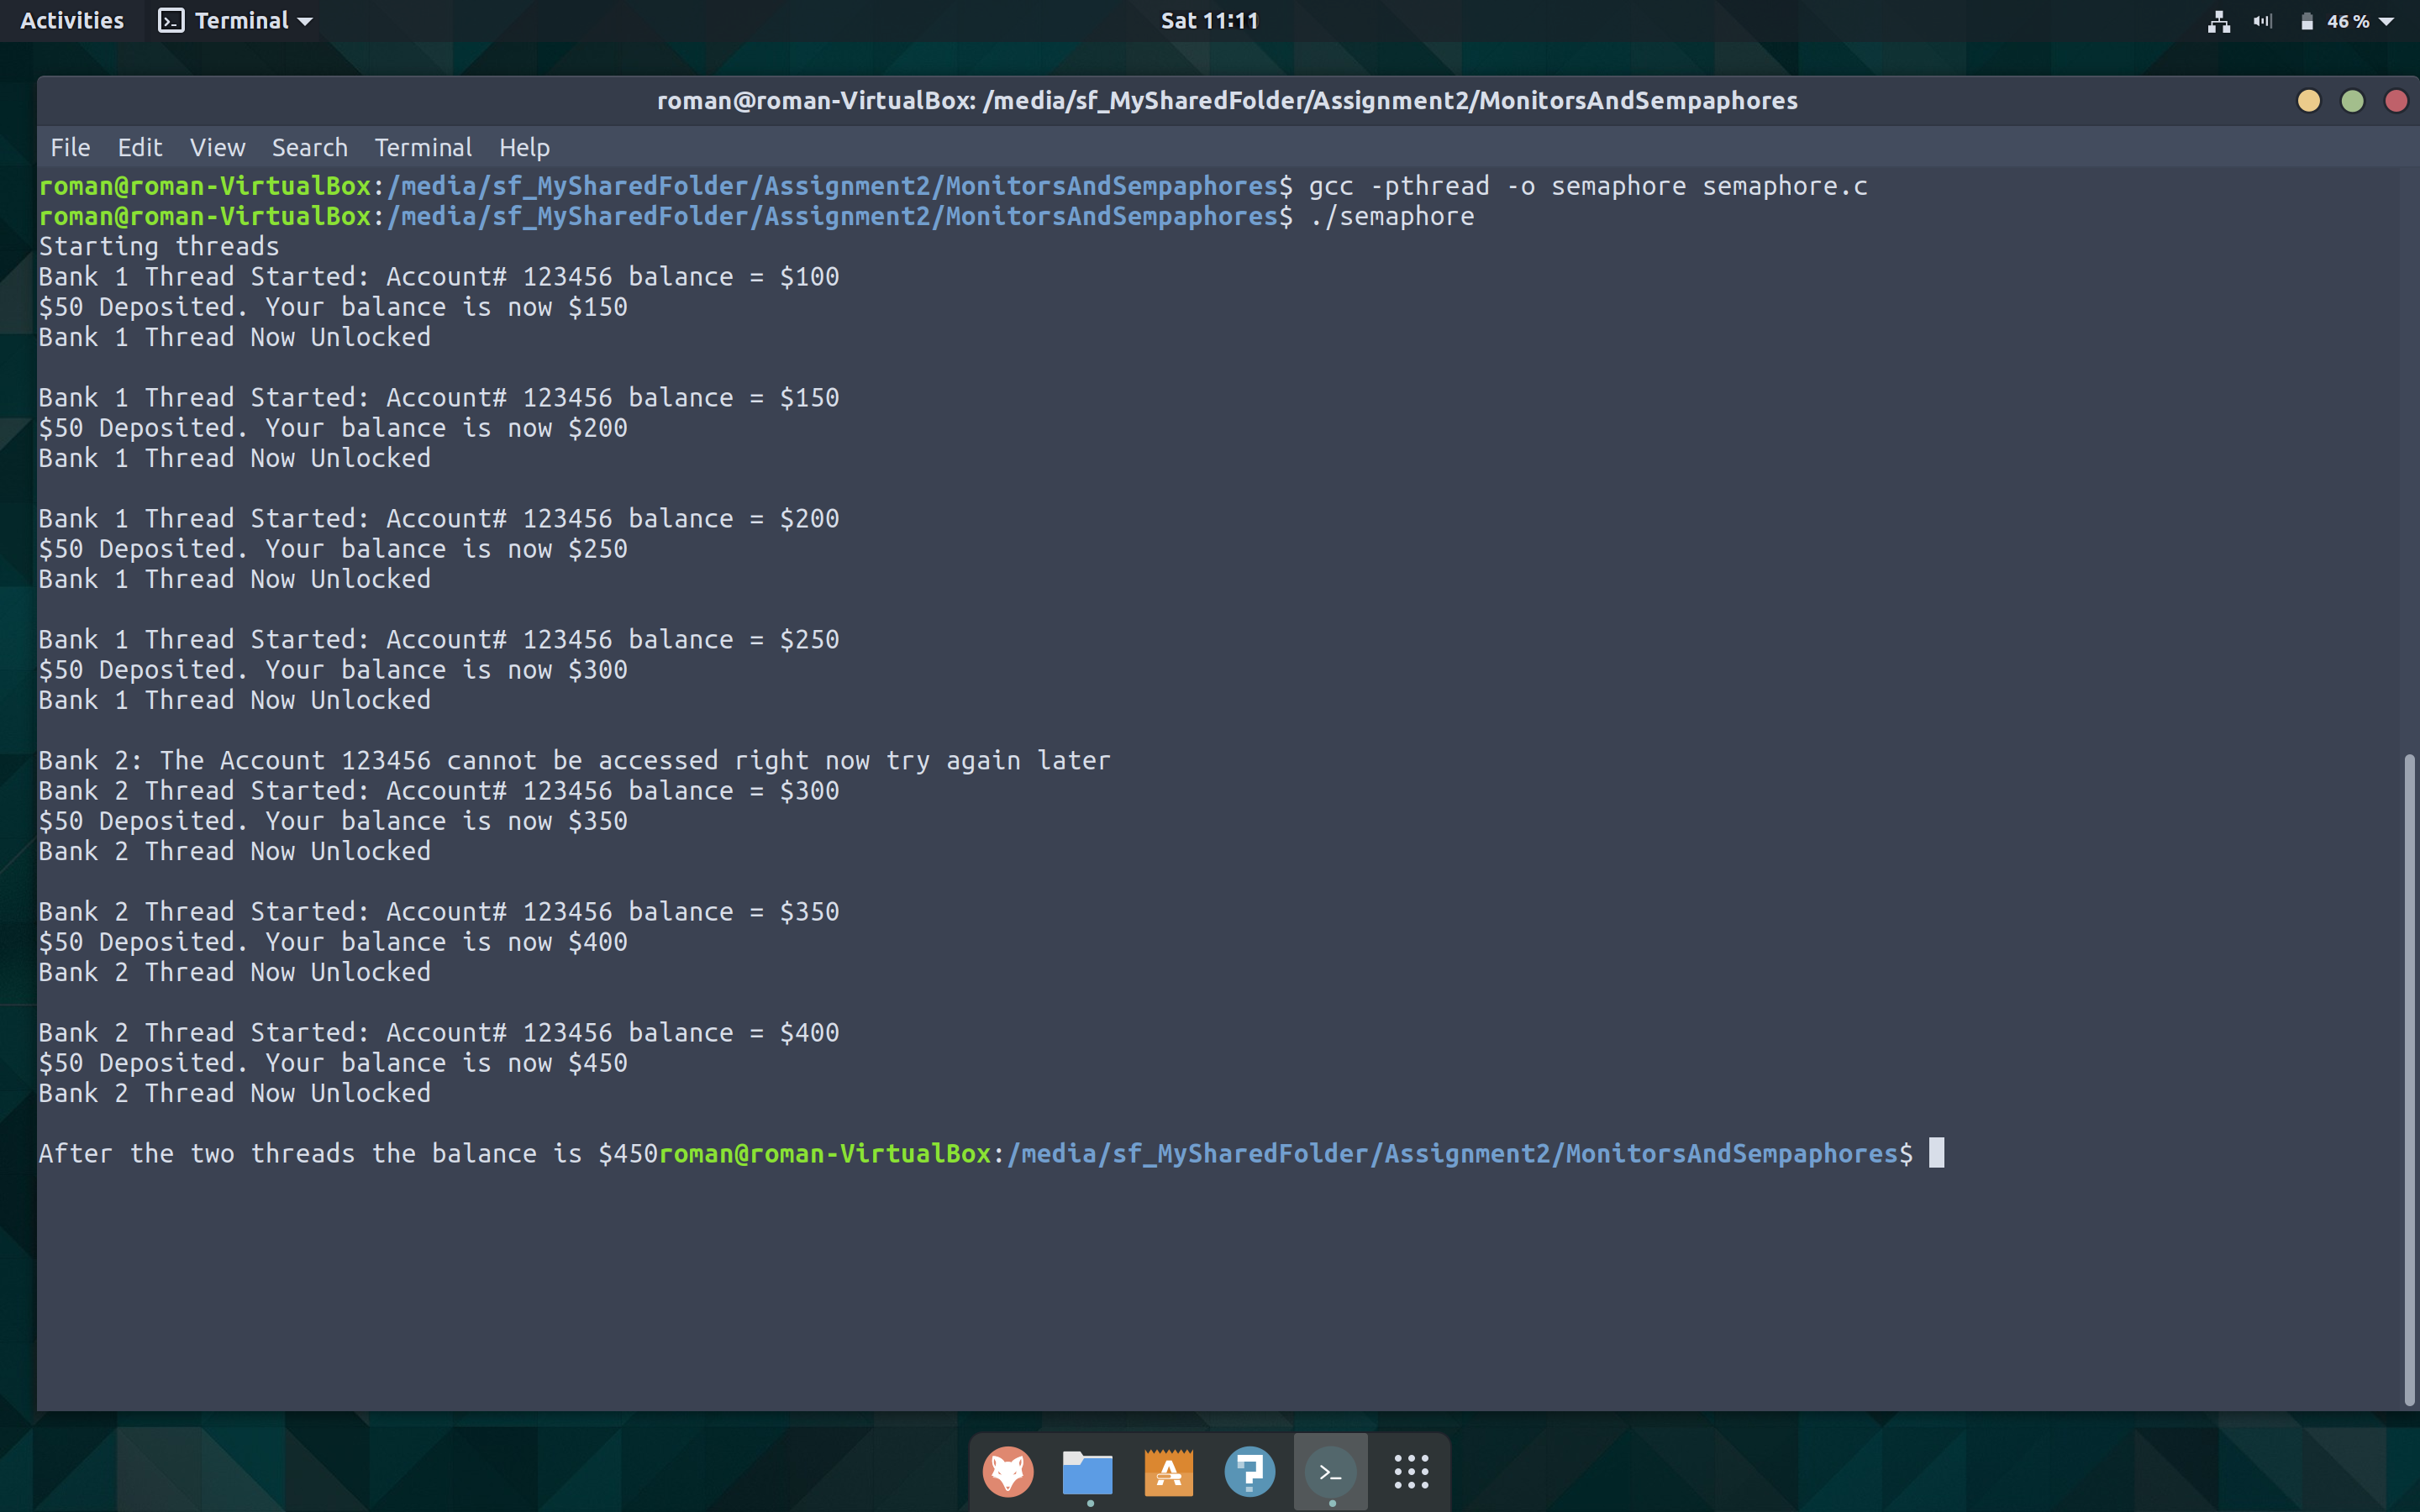 Activities Terminal Sat 11:11 46 %
roman@roman-VirtualBox: /media/sf_MySharedFolder/Assignment2/MonitorsAndSempaphores
File Edit View Search Terminal Help
roman@roman-VirtualBox:/media/sf_MySharedFolder/Assignment2/MonitorsAndSempaphores$ gcc -pthread -o semaphore semaphore.c
roman@roman-VirtualBox:/media/sf_MySharedFolder/Assignment2/MonitorsAndSempaphores$ ./semaphore
Starting threads
Bank 1 Thread Started: Account# 123456 balance = $100
$50 Deposited. Your balance is now $150
Bank 1 Thread Now Unlocked
Bank 1 Thread Started: Account# 123456 balance = $150
$50 Deposited. Your balance is now $200
Bank 1 Thread Now Unlocked
Bank 1 Thread Started: Account# 123456 balance = $200
$50 Deposited. Your balance is now $250
Bank 1 Thread Now Unlocked
Bank 1 Thread Started: Account# 123456 balance = $250
$50 Deposited. Your balance is now $300
Bank 1 Thread Now Unlocked
Bank 2: The Account 123456 cannot be accessed right now try again later
Bank 2 Thread Started: Account# 123456 balance = $300
$50 Deposited. Your balance is now $350
Bank 2 Thread Now Unlocked
Bank 2 Thread Started: Account# 123456 balance = $350
$50 Deposited. Your balance is now $400
Bank 2 Thread Now Unlocked
Bank 2 Thread Started: Account# 123456 balance = $400
$50 Deposited. Your balance is now $450
Bank 2 Thread Now Unlocked
After the two threads the balance is $450roman@roman-VirtualBox:/media/sf_MySharedFolder/Assignment2/MonitorsAndSempaphores$